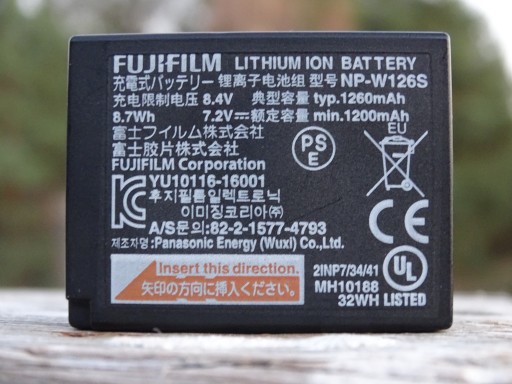 FUJIFILM LITHIUM ION BATTERY
充電式バッテリー 锂离子电池组 型号 NP-W126S
充电限制电压 8.4V 典型容量 typ.1260mAh
8.7Wh 7.2V⎓ 额定容量 min.1200mAh
富士フイルム株式会社
富士胶片株式会社
FUJIFILM Corporation
PS
E
EU
YU10116-16001
후지필름일렉트로닉
이미징코리아㈜
A/S문의:82-2-1577-4793
제조자:Panasonic Energy (Wuxi) Co.,Ltd.
CE
UL
Insert this direction.
矢印の方向に挿入ください。
2INP7/34/41
MH10188
32WH LISTED